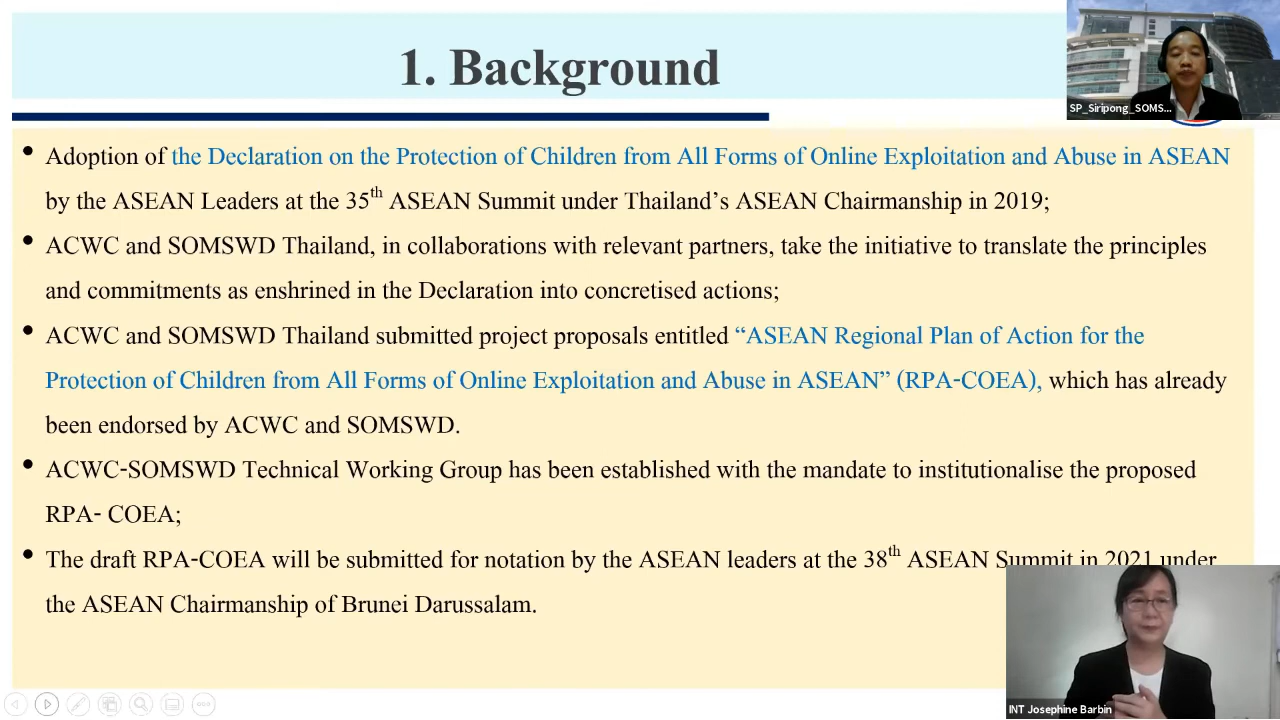 1. Background
SP_Siripong_SOMS...
• Adoption of the Declaration on the Protection of Children from All Forms of Online Exploitation and Abuse in ASEAN
by the ASEAN Leaders at the 35th ASEAN Summit under Thailand’s ASEAN Chairmanship in 2019;
• ACWC and SOMSWD Thailand, in collaborations with relevant partners, take the initiative to translate the principles
and commitments as enshrined in the Declaration into concretised actions;
• ACWC and SOMSWD Thailand submitted project proposals entitled “ASEAN Regional Plan of Action for the
Protection of Children from All Forms of Online Exploitation and Abuse in ASEAN” (RPA-COEA), which has already
been endorsed by ACWC and SOMSWD.
• ACWC-SOMSWD Technical Working Group has been established with the mandate to institutionalise the proposed
RPA- COEA;
• The draft RPA-COEA will be submitted for notation by the ASEAN leaders at the 38th ASEAN Summit in 2021 under
the ASEAN Chairmanship of Brunei Darussalam.
INT Josephine Barbin